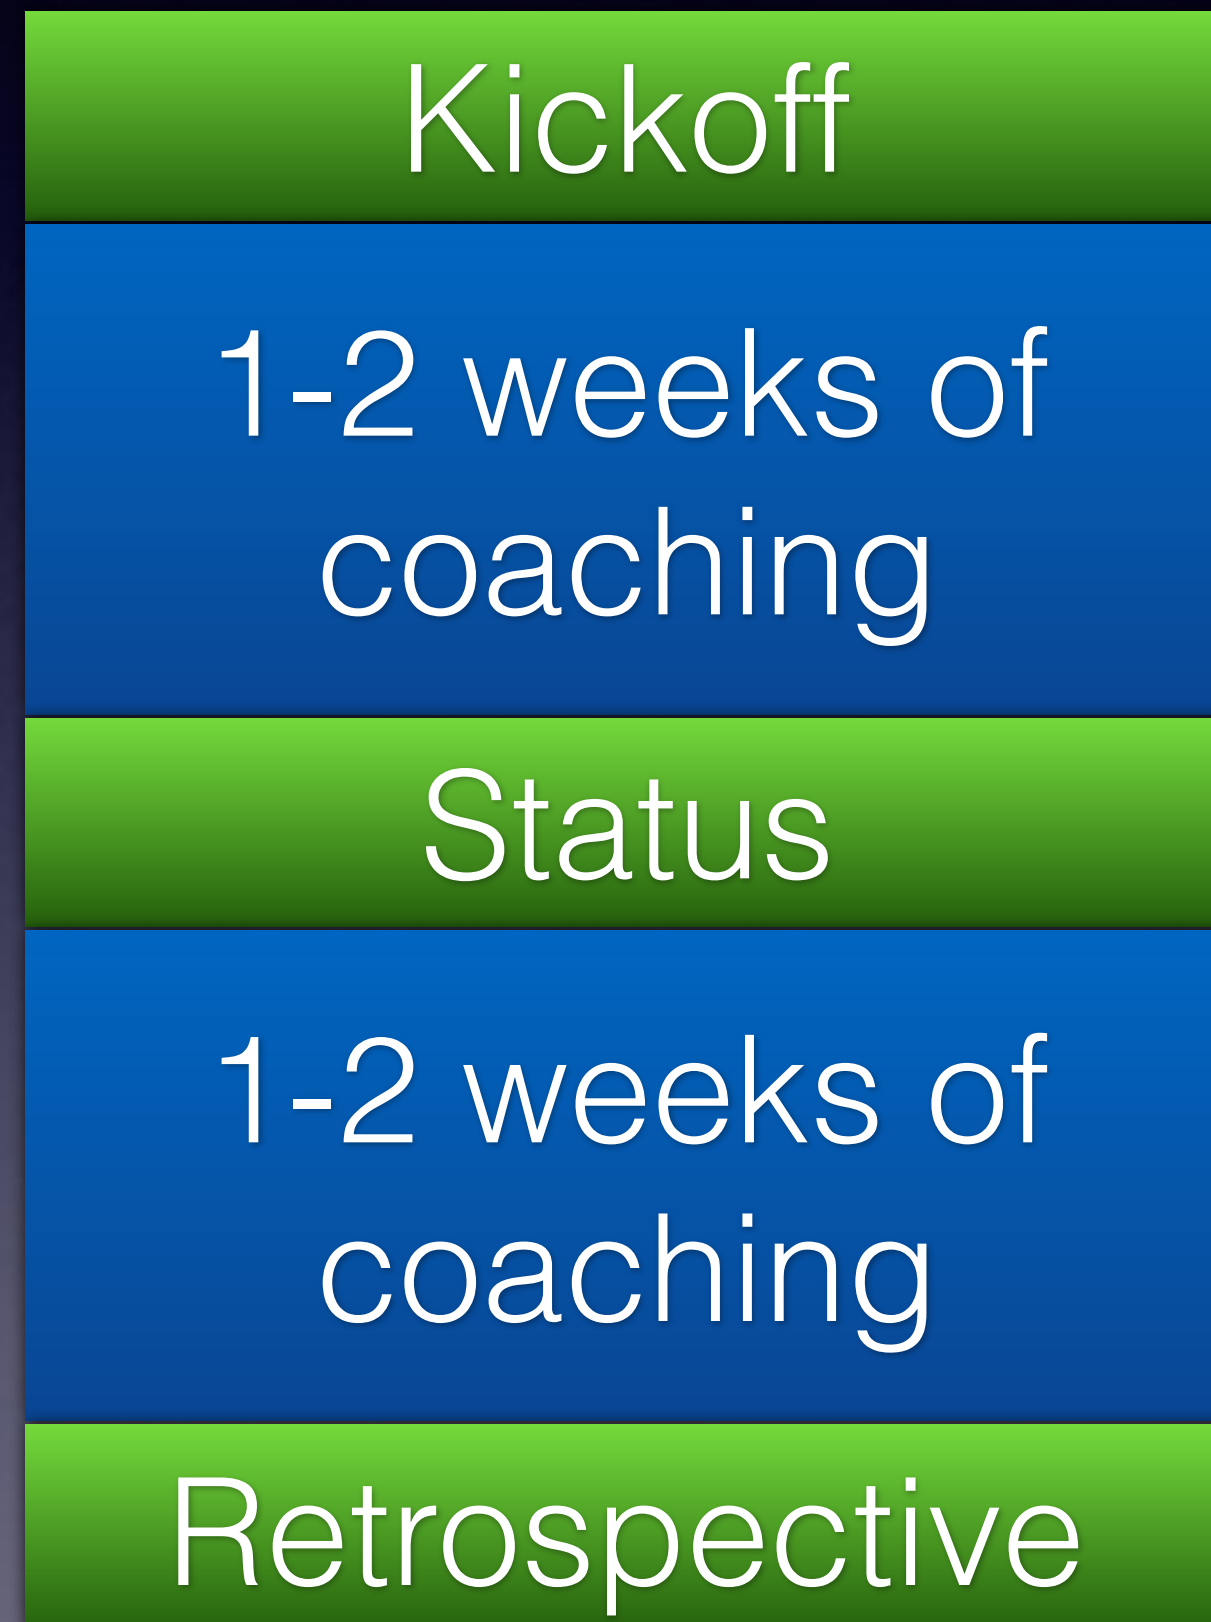 Kickoff
1-2 weeks of
coaching
Status
1-2 weeks of
coaching
Retrospective